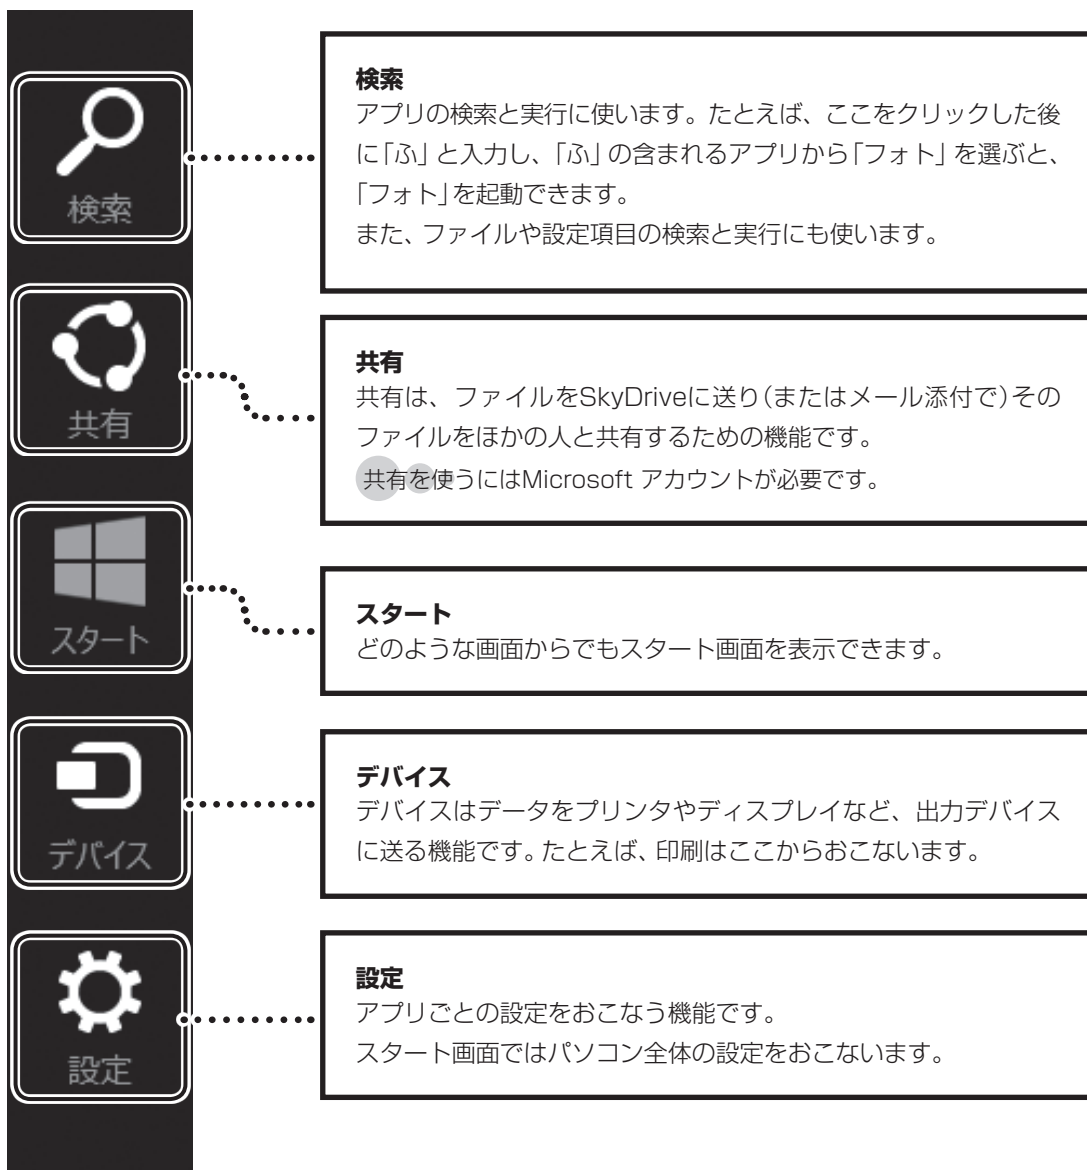 検索
検索
アプリの検索と実行に使います。たとえば、ここをクリックした後
に「ふ」と入力し、「ふ」の含まれるアプリから「フォト」を選ぶと、
「フォト」を起動できます。
また、ファイルや設定項目の検索と実行にも使います。
共有
共有
共有は、ファイルをSkyDriveに送り(またはメール添付で)その
ファイルをほかの人と共有するための機能です。
共有を使うにはMicrosoft アカウントが必要です。
スタート
スタート
どのような画面からでもスタート画面を表示できます。
デバイス
デバイス
デバイスはデータをプリンタやディスプレイなど、出力デバイス
に送る機能です。たとえば、印刷はここからおこないます。
設定
設定
アプリごとの設定をおこなう機能です。
スタート画面ではパソコン全体の設定をおこないます。